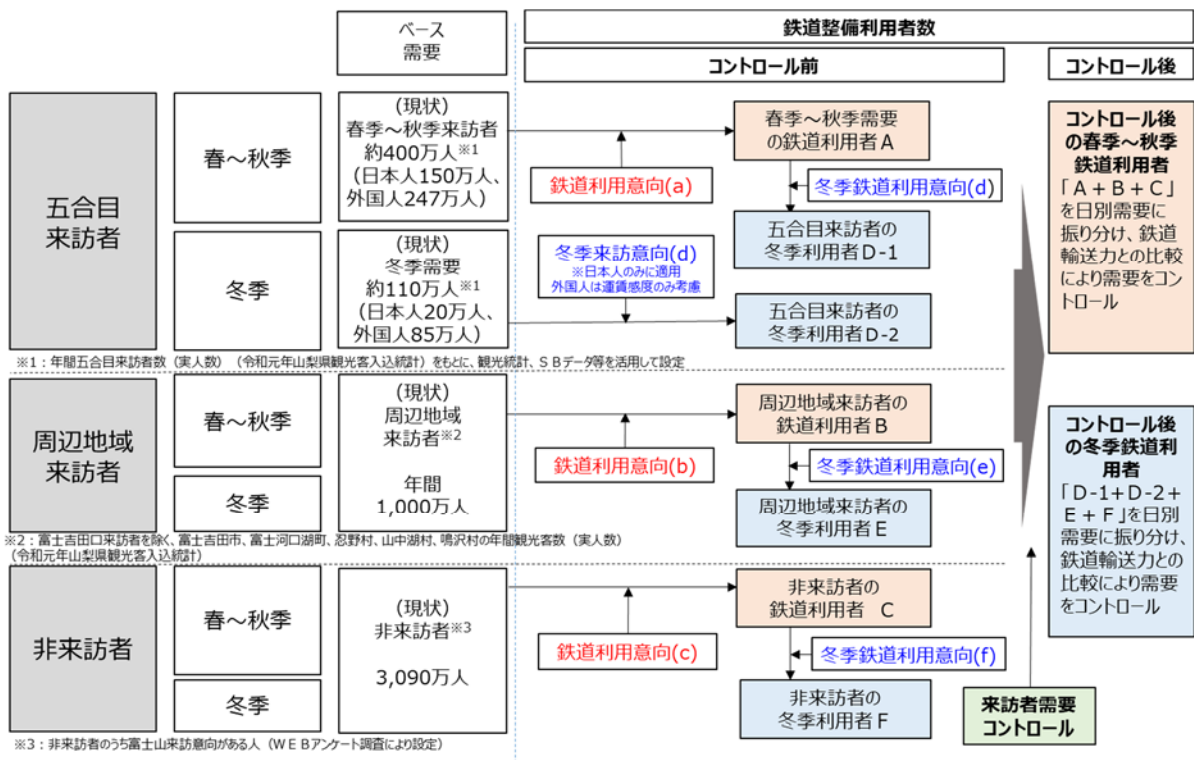 ベース
需要
鉄道整備利用者数
コントロール前
コントロール後
五合目
来訪者
春～秋季
(現状)
春季～秋季来訪者
約400万人※1
（日本人150万人、
外国人247万人）
鉄道利用意向(a)
春季～秋季需要
の鉄道利用者A
冬季鉄道利用意向(d)
五合目来訪者の
冬季利用者D-1
冬季
(現状)
冬季需要
約110万人※1
（日本人20万人、
外国人85万人）
冬季来訪意向(d)
※日本人のみに適用
外国人は運賃感度のみ考慮
五合目来訪者の
冬季利用者D-2
※1：年間五合目来訪者数（実人数）（令和元年山梨県観光客入込統計）をもとに、観光統計、ＳＢデータ等を活用して設定
コントロール後
の春季～秋季
鉄道利用者
「Ａ＋Ｂ＋Ｃ」
を日別需要に
振り分け、鉄道
輸送力との比較
により需要をコン
トロール
周辺地域
来訪者
春～秋季
冬季
(現状)
周辺地域
来訪者※2
年間
1,000万人
鉄道利用意向(b)
周辺地域来訪者の
鉄道利用者Ｂ
冬季鉄道利用意向(e)
周辺地域来訪者の
冬季利用者Ｅ
※2：富士吉田口来訪者を除く、富士吉田市、富士河口湖町、忍野村、山中湖村、鳴沢村の年間観光客数（実人数）
（令和元年山梨県観光客入込統計）
コントロール後
の冬季鉄道利
用者
「Ｄ-1+Ｄ-2＋
Ｅ＋Ｆ」を日別
需要に振り分け、
鉄道輸送力との
比較により需要
をコントロール
非来訪者
春～秋季
冬季
(現状)
非来訪者※3
3,090万人
鉄道利用意向(c)
非来訪者の
鉄道利用者　Ｃ
冬季鉄道利用意向(f)
非来訪者の
冬季利用者Ｆ
来訪者需要
コントロール
※3：非来訪者のうち富士山来訪意向がある人（ＷＥＢアンケート調査により設定）